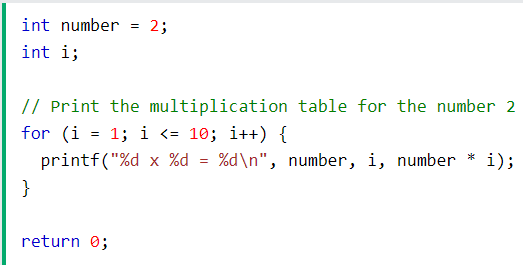 int number = 2;
int i;
// Print the multiplication table for the number 2
for (i = 1; i <= 10; i++) {
  printf("%d x %d = %d\n", number, i, number * i);
}
return 0;